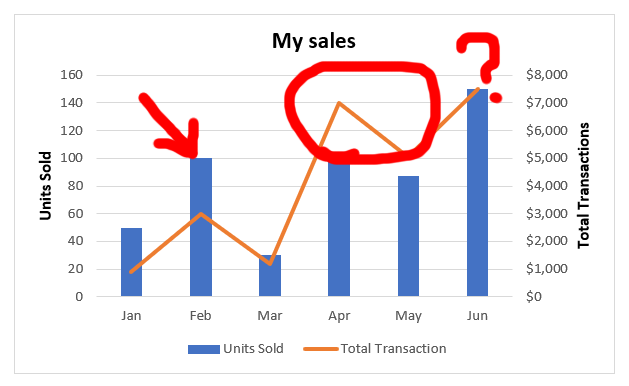 My sales
160 $8,000
140 $7,000
120 $6,000
100 $5,000
80 $4,000
60 $3,000
40 $2,000
20 $1,000
0 $0
Units Sold
Total Transactions
Jan Feb Mar Apr May Jun
Units Sold Total Transaction
?